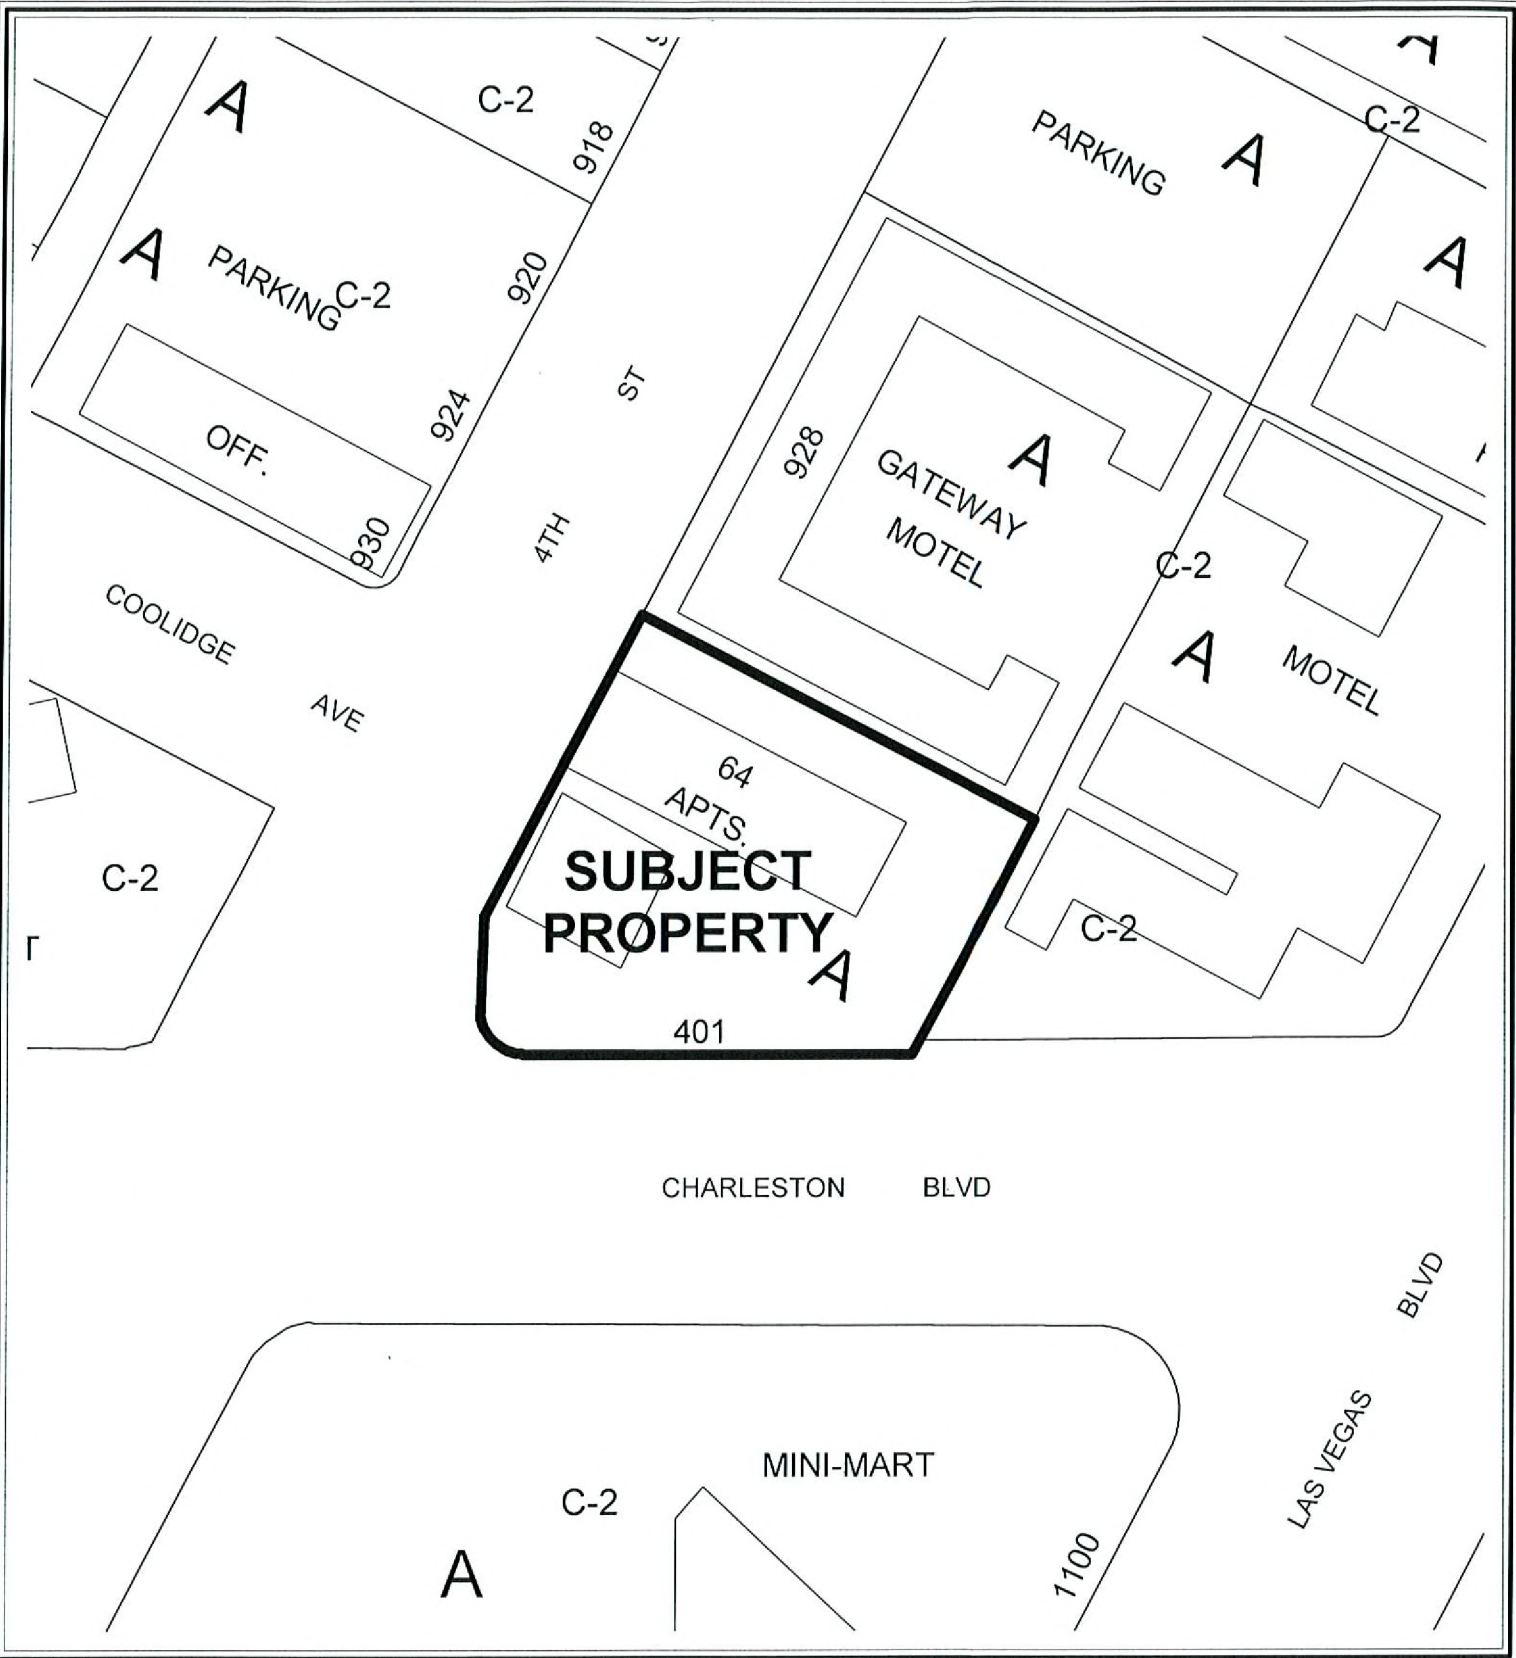 A
C-2
918
A
PARKING
C-2
920
924
OFF.
930
ST
4TH
COOLIDGE
AVE
PARKING
A
C-2
A
A
928
A
GATEWAY
MOTEL
C-2
A
MOTEL
64
APTS.
SUBJECT
PROPERTY
A
401
C-2
C-2
CHARLESTON BLVD
BLVD
LAS VEGAS
MINI-MART
C-2
A
1100